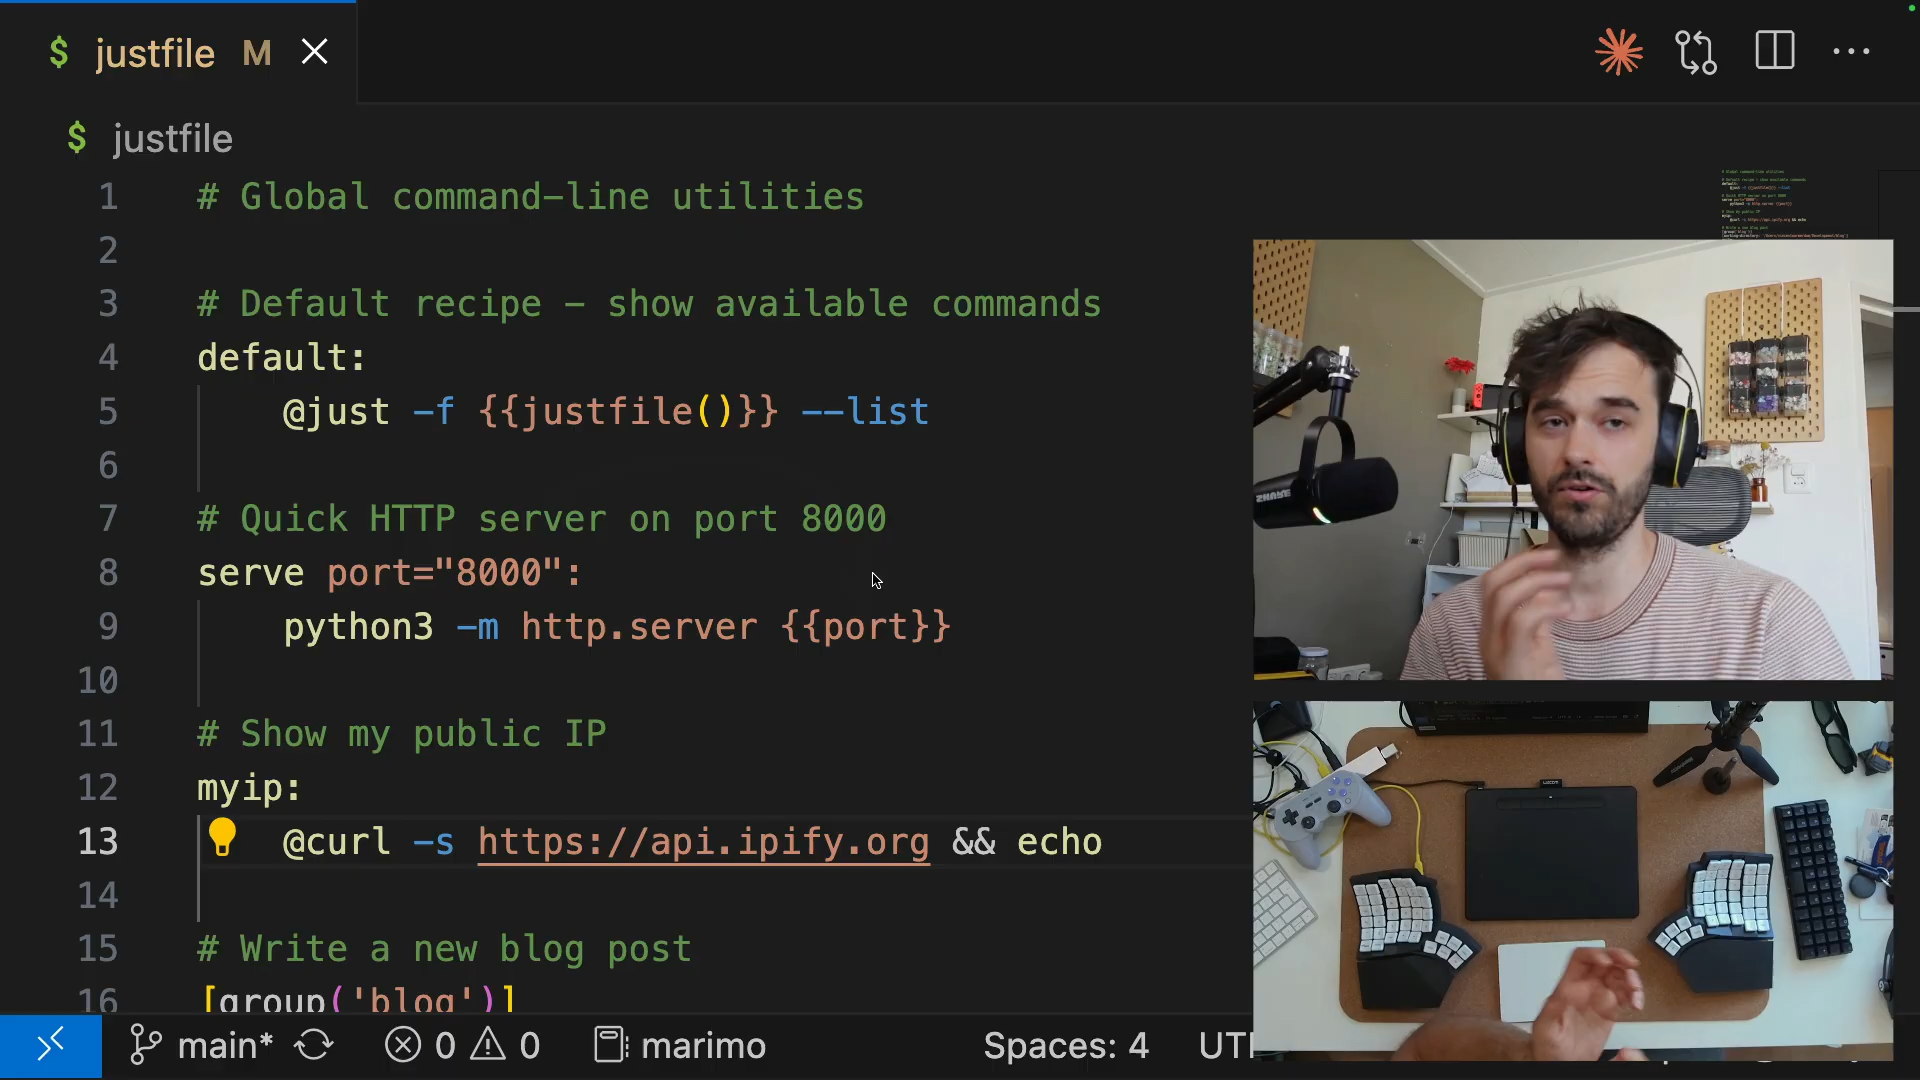 $ justfile M
$ justfile
1 # Global command-line utilities
2
3 # Default recipe - show available commands
4 default:
5 @just -f {{justfile()}} --list
6
7 # Quick HTTP server on port 8000
8 serve port="8000":
9 python3 -m http.server {{port}}
10
11 # Show my public IP
12 myip:
13 @curl -s https://api.ipify.org && echo
14
15 # Write a new blog post
16 [group('blog')]
main* 0 0 marimo Spaces: 4
SHURE